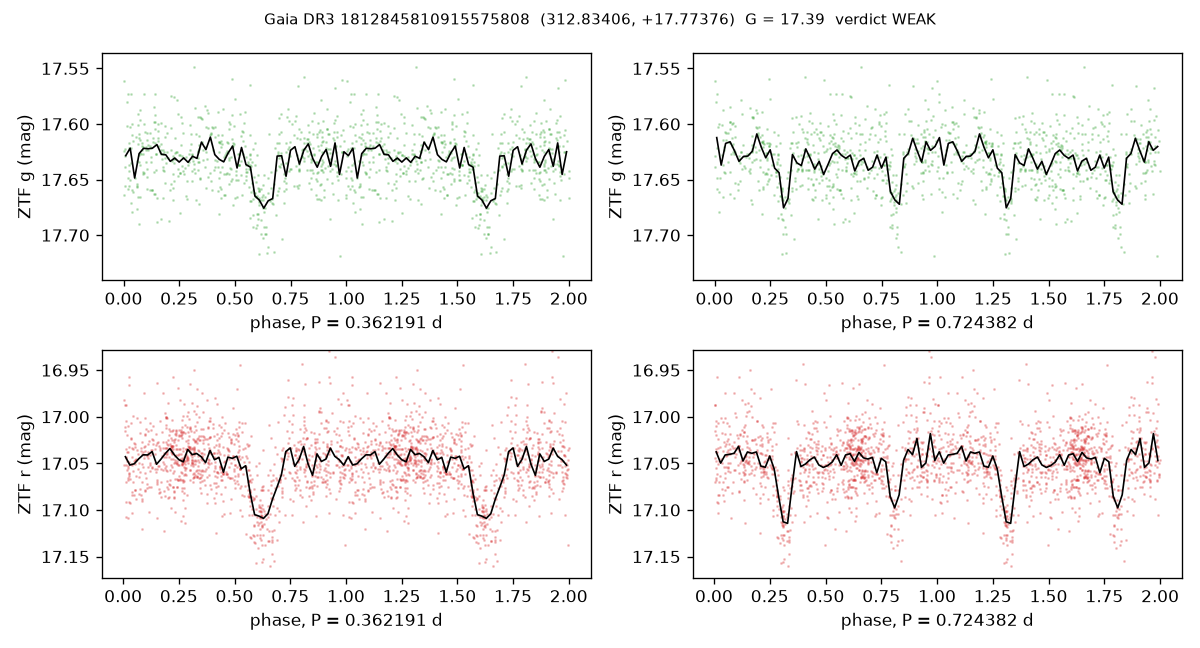 Gaia DR3 1812845810915575808  (312.83406, +17.77376)  G = 17.39  verdict WEAK
ZTF g (mag)
17.55
17.60
17.65
17.70
0.00 0.25 0.50 0.75 1.00 1.25 1.50 1.75 2.00
phase, P = 0.362191 d
ZTF g (mag)
17.55
17.60
17.65
17.70
0.00 0.25 0.50 0.75 1.00 1.25 1.50 1.75 2.00
phase, P = 0.724382 d
ZTF r (mag)
16.95
17.00
17.05
17.10
17.15
0.00 0.25 0.50 0.75 1.00 1.25 1.50 1.75 2.00
phase, P = 0.362191 d
ZTF r (mag)
16.95
17.00
17.05
17.10
17.15
0.00 0.25 0.50 0.75 1.00 1.25 1.50 1.75 2.00
phase, P = 0.724382 d